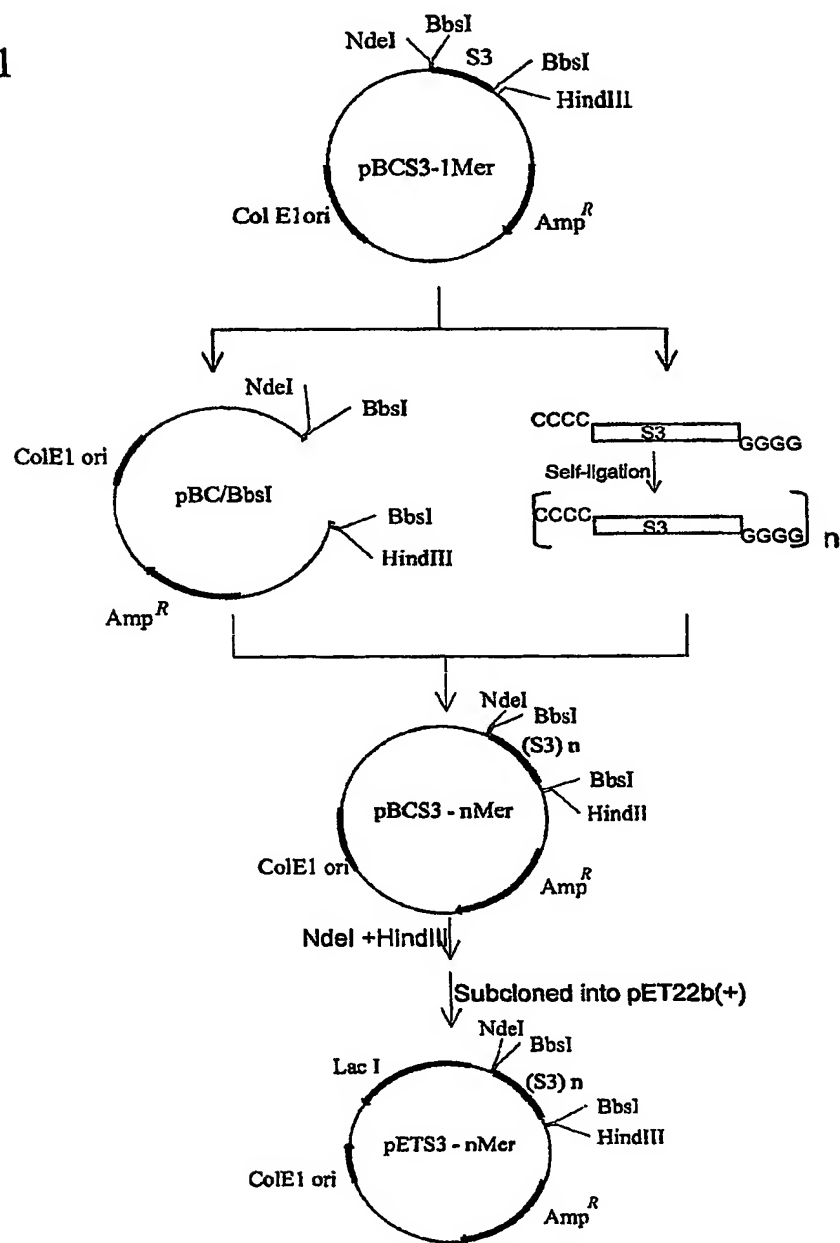 1
BbsI
NdeI
S3
BbsI
HindIII
pBCS3-1Mer
Col E1ori
Amp^R
NdeI
BbsI
ColE1 ori
pBC/BbsI
BbsI
HindIII
Amp^R
CCCC
S3
GGGG
Self-ligation
CCCC
S3
GGGG
n
NdeI
BbsI
(S3) n
BbsI
HindII
pBCS3 - nMer
ColE1 ori
Amp^R
NdeI +HindIII
Subcloned into pET22b(+)
NdeI
BbsI
Lac I
(S3) n
BbsI
HindIII
pETS3 - nMer
ColE1 ori
Amp^R